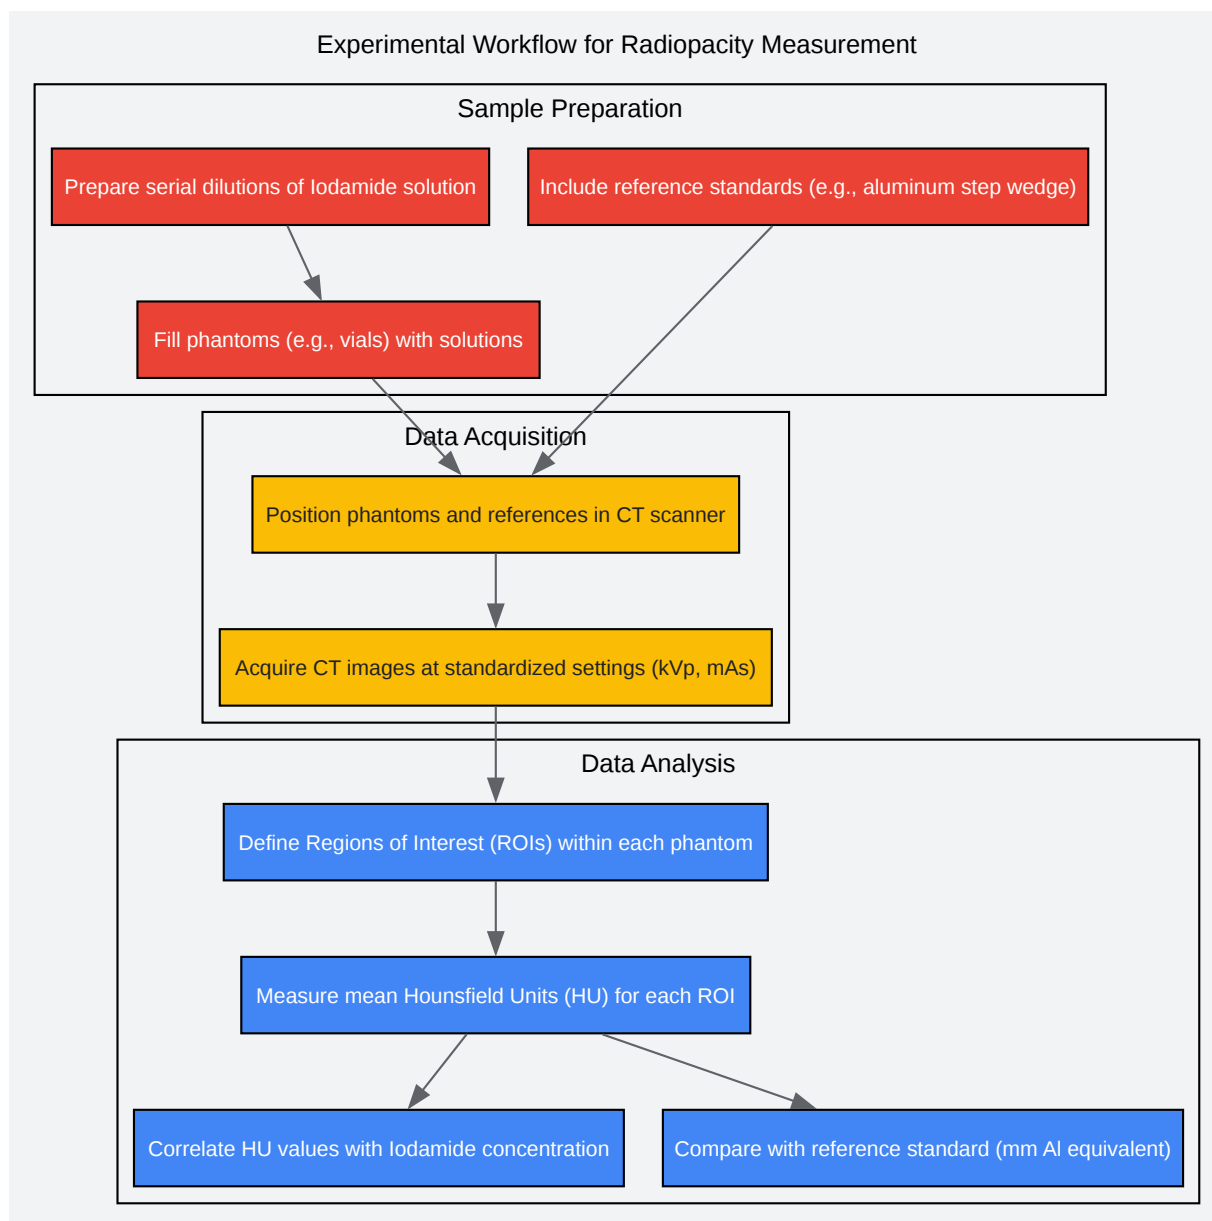 Experimental Workflow for Radiopacity Measurement
Sample Preparation
Prepare serial dilutions of Iodamide solution
Include reference standards (e.g., aluminum step wedge)
Fill phantoms (e.g., vials) with solutions
Data Acquisition
Position phantoms and references in CT scanner
Acquire CT images at standardized settings (kVp, mAs)
Data Analysis
Define Regions of Interest (ROIs) within each phantom
Measure mean Hounsfield Units (HU) for each ROI
Correlate HU values with Iodamide concentration
Compare with reference standard (mm Al equivalent)